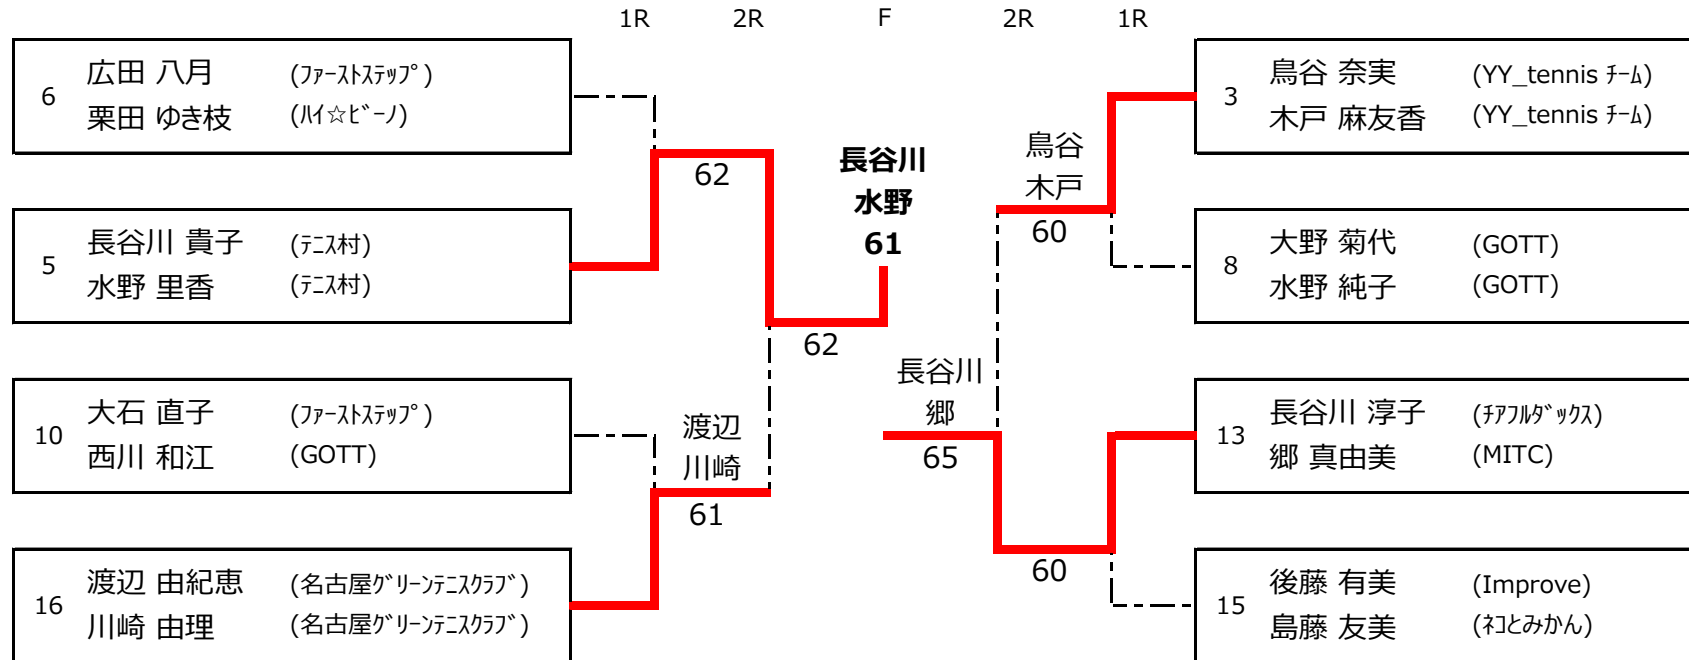 1R 2R F 2R 1R
6 広田 八月 (ﾌｧｰｽﾄｽﾃｯﾌﾟ)
栗田 ゆき枝 (ﾊｲ☆ﾋﾞｰﾉ)
62
5 長谷川 貴子 (ﾃﾆｽ村)
水野 里香 (ﾃﾆｽ村)
62
10 大石 直子 (ﾌｧｰｽﾄｽﾃｯﾌﾟ)
西川 和江 (GOTT)
渡辺
川崎
61
16 渡辺 由紀恵 (名古屋ｸﾞﾘｰﾝﾃﾆｽｸﾗﾌﾞ)
川崎 由理 (名古屋ｸﾞﾘｰﾝﾃﾆｽｸﾗﾌﾞ)
長谷川
水野
61
3 鳥谷 奈実 (YY_tennis ﾁｰﾑ)
木戸 麻友香 (YY_tennis ﾁｰﾑ)
鳥谷
木戸
60
8 大野 菊代 (GOTT)
水野 純子 (GOTT)
長谷川
郷
65
13 長谷川 淳子 (ﾁｱﾌﾙﾀﾞｯｸｽ)
郷 真由美 (MITC)
60
15 後藤 有美 (Improve)
島藤 友美 (ﾈｺとみかん)